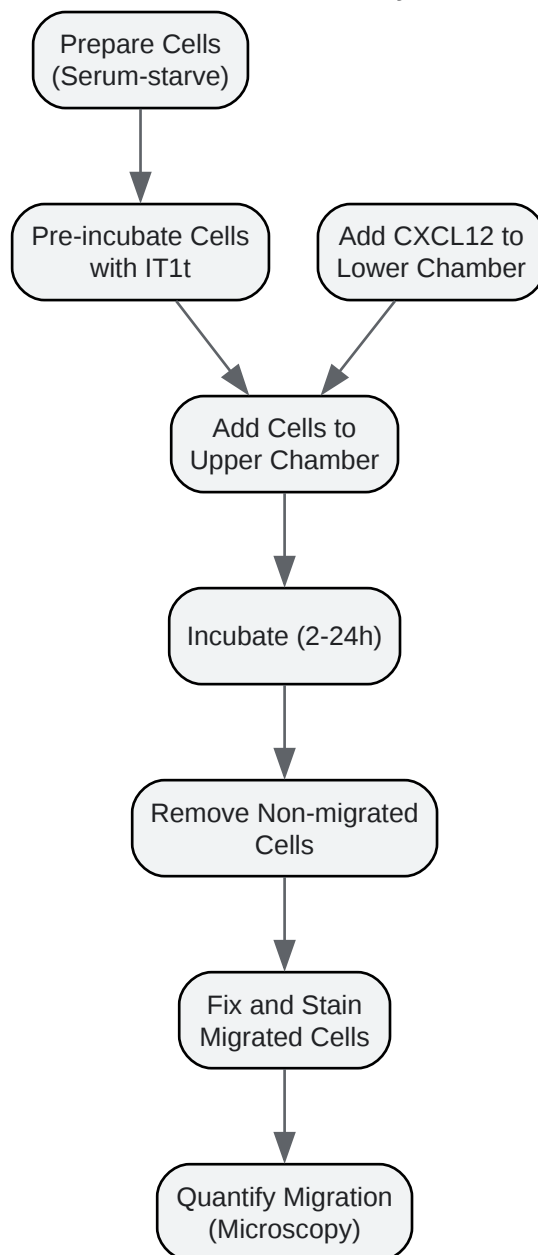 Prepare Cells
(Serum-starve)
Pre-incubate Cells
with IT1t
Add CXCL12 to
Lower Chamber
Add Cells to
Upper Chamber
Incubate (2-24h)
Remove Non-migrated
Cells
Fix and Stain
Migrated Cells
Quantify Migration
(Microscopy)